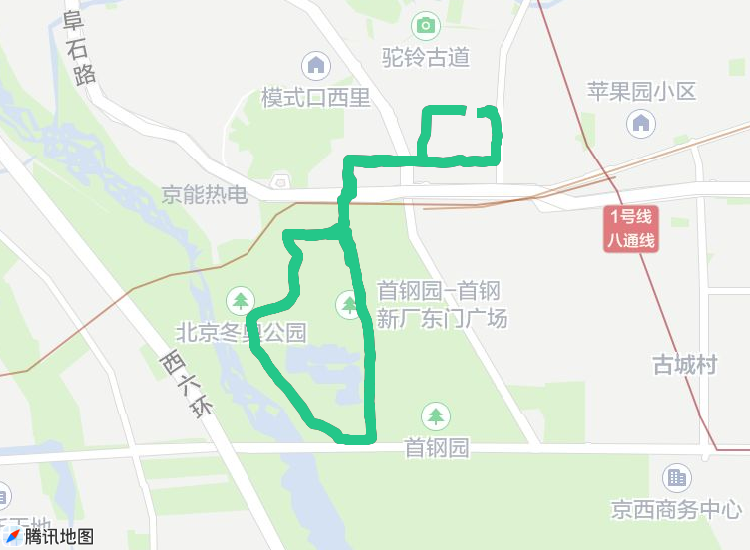 阜石路
驼铃古道
模式口西里
苹果园小区
京能热电
1号线
八通线
首钢园-首钢
新厂东门广场
北京冬奥公园
西六环
古城村
首钢园
京西商务中心
腾讯地图